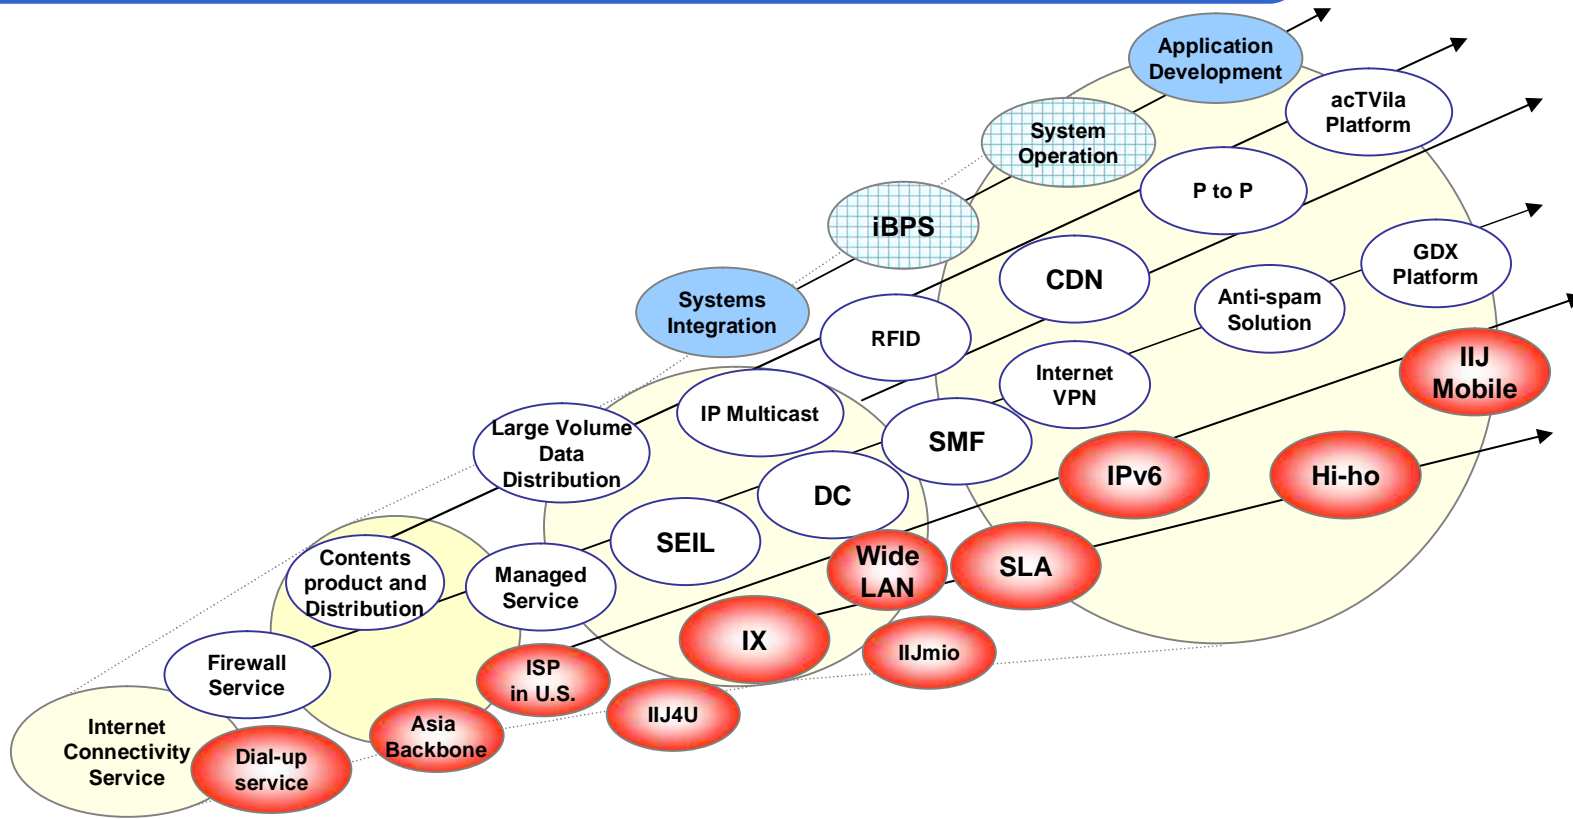 Application
Development
acTVila
Platform
System
Operation
P to P
iBPS
GDX
Platform
CDN
Systems
Integration
Anti-spam
Solution
RFID
IIJ
Mobile
Internet
VPN
IP Multicast
Large Volume
Data
Distribution
SMF
IPv6
Hi-ho
DC
SEIL
Wide
LAN
SLA
Contents
product and
Distribution
Managed
Service
IX
IIJmio
Firewall
Service
ISP
in U.S.
IIJ4U
Asia
Backbone
Internet
Connectivity
Service
Dial-up
service